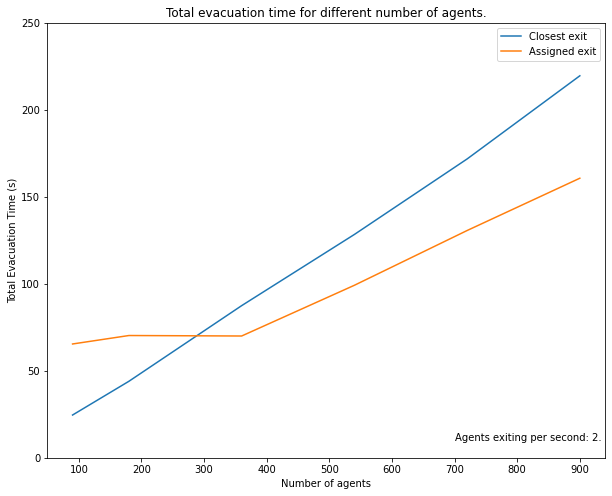 Total evacuation time for different number of agents.
Closest exit
Assigned exit
250
200
150
100
50
0
Total Evacuation Time (s)
Agents exiting per second: 2.
100 200 300 400 500 600 700 800 900
Number of agents